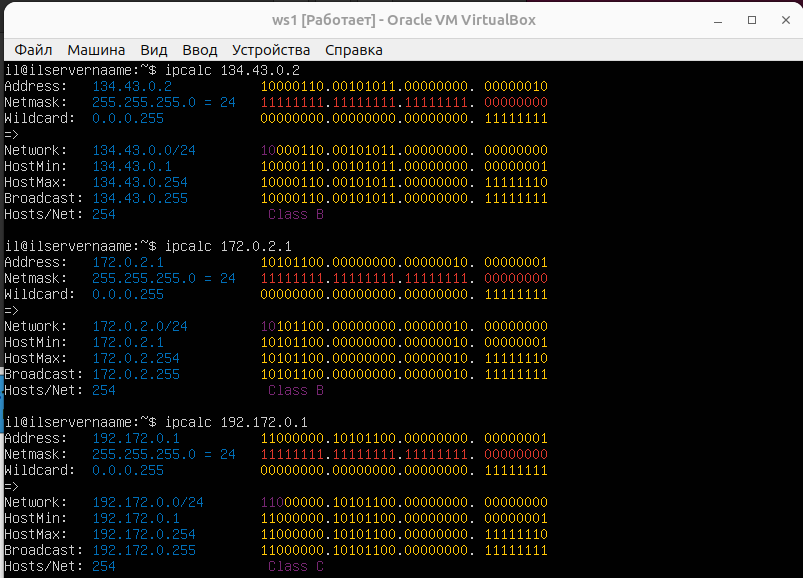 ws1 [Работает] - Oracle VM VirtualBox
Файл Машина Вид Ввод Устройства Справка
il@ilservernaame:~$ ipcalc 134.43.0.2
Address: 134.43.0.2 10000110.00101011.00000000. 00000010
Netmask: 255.255.255.0 = 24 11111111.11111111.11111111. 00000000
Wildcard: 0.0.0.255 00000000.00000000.00000000. 11111111
=>
Network: 134.43.0.0/24 10000110.00101011.00000000. 00000000
HostMin: 134.43.0.1 10000110.00101011.00000000. 00000001
HostMax: 134.43.0.254 10000110.00101011.00000000. 11111110
Broadcast: 134.43.0.255 10000110.00101011.00000000. 11111111
Hosts/Net: 254 Class B
il@ilservernaame:~$ ipcalc 172.0.2.1
Address: 172.0.2.1 10101100.00000000.00000010. 00000001
Netmask: 255.255.255.0 = 24 11111111.11111111.11111111. 00000000
Wildcard: 0.0.0.255 00000000.00000000.00000000. 11111111
=>
Network: 172.0.2.0/24 10101100.00000000.00000010. 00000000
HostMin: 172.0.2.1 10101100.00000000.00000010. 00000001
HostMax: 172.0.2.254 10101100.00000000.00000010. 11111110
Broadcast: 172.0.2.255 10101100.00000000.00000010. 11111111
Hosts/Net: 254 Class B
il@ilservernaame:~$ ipcalc 192.172.0.1
Address: 192.172.0.1 11000000.10101100.00000000. 00000001
Netmask: 255.255.255.0 = 24 11111111.11111111.11111111. 00000000
Wildcard: 0.0.0.255 00000000.00000000.00000000. 11111111
=>
Network: 192.172.0.0/24 11000000.10101100.00000000. 00000000
HostMin: 192.172.0.1 11000000.10101100.00000000. 00000001
HostMax: 192.172.0.254 11000000.10101100.00000000. 11111110
Broadcast: 192.172.0.255 11000000.10101100.00000000. 11111111
Hosts/Net: 254 Class C